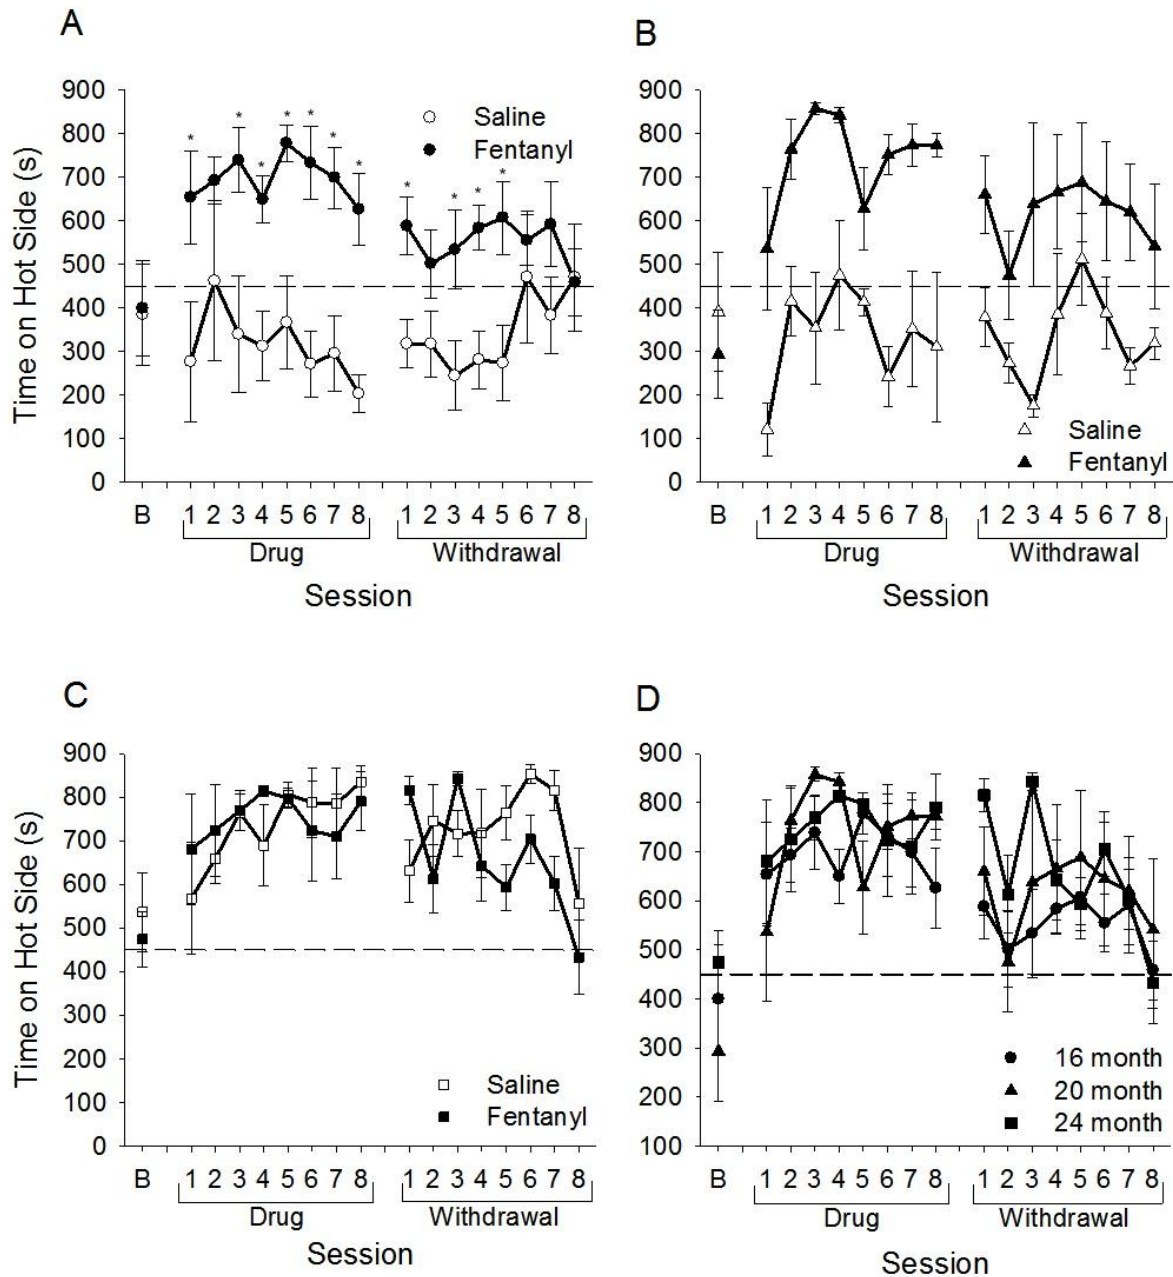 A
B
Time on Hot Side (s)
900
800
700
600
500
400
300
200
100
0
* * * * * * *
* * * *
Saline
Fentanyl
B 1 2 3 4 5 6 7 8 1 2 3 4 5 6 7 8
Drug Withdrawal
Session
900
800
700
600
500
400
300
200
100
0
Saline
Fentanyl
B 1 2 3 4 5 6 7 8 1 2 3 4 5 6 7 8
Drug Withdrawal
Session
C
D
Time on Hot Side (s)
900
800
700
600
500
400
300
200
100
0
Saline
Fentanyl
B 1 2 3 4 5 6 7 8 1 2 3 4 5 6 7 8
Drug Withdrawal
Session
900
800
700
600
500
400
300
200
100
16 month
20 month
24 month
B 1 2 3 4 5 6 7 8 1 2 3 4 5 6 7 8
Drug Withdrawal
Session